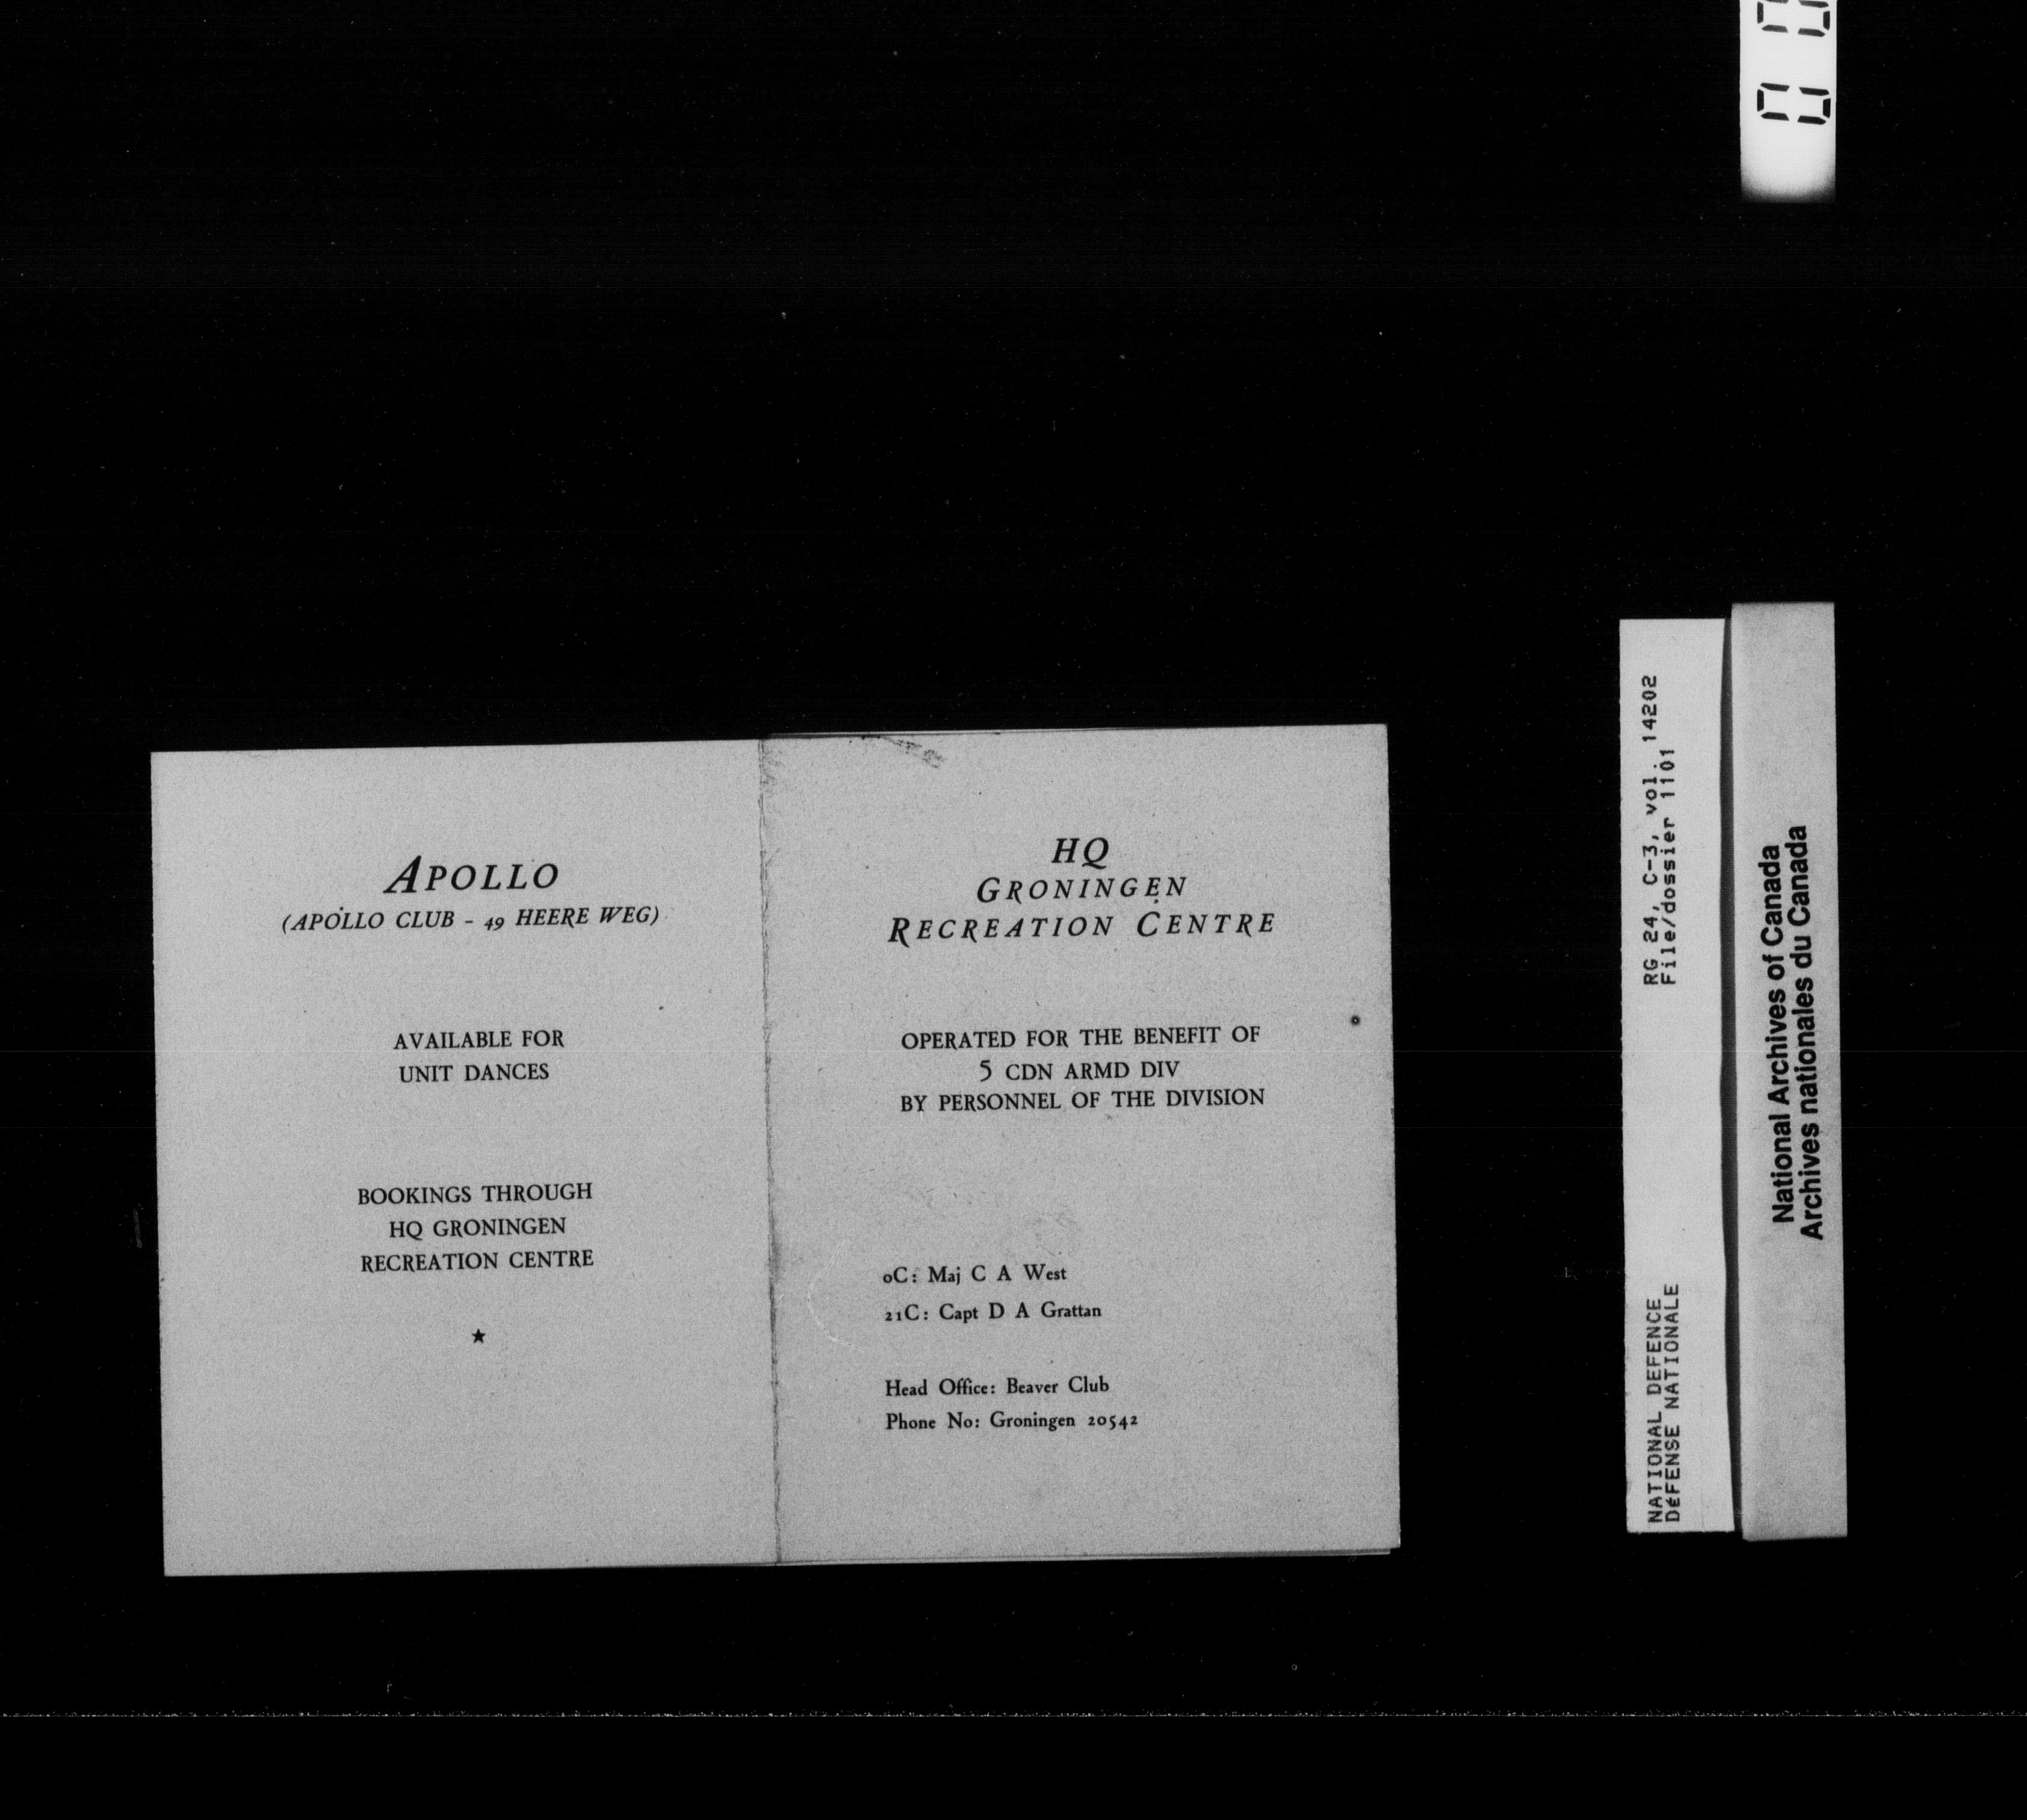 APOLLO
(APOLLO CLUB - 49 HEERE WEG)
AVAILABLE FOR
UNIT DANCES
BOOKINGS THROUGH
HQ GRONINGEN
RECREATION CENTRE
★
HQ
GRONINGEN
RECREATION CENTRE
OPERATED FOR THE BENEFIT OF
5 CDN ARMD DIV
BY PERSONNEL OF THE DIVISION
oC: Maj C A West
21C: Capt D A Grattan
Head Office: Beaver Club
Phone No: Groningen 20542
NATIONAL DEFENCE RG 24, C-3, vol. 14202
DéFENSE NATIONALE File/dossier 1101
National Archives of Canada
Archives nationales du Canada